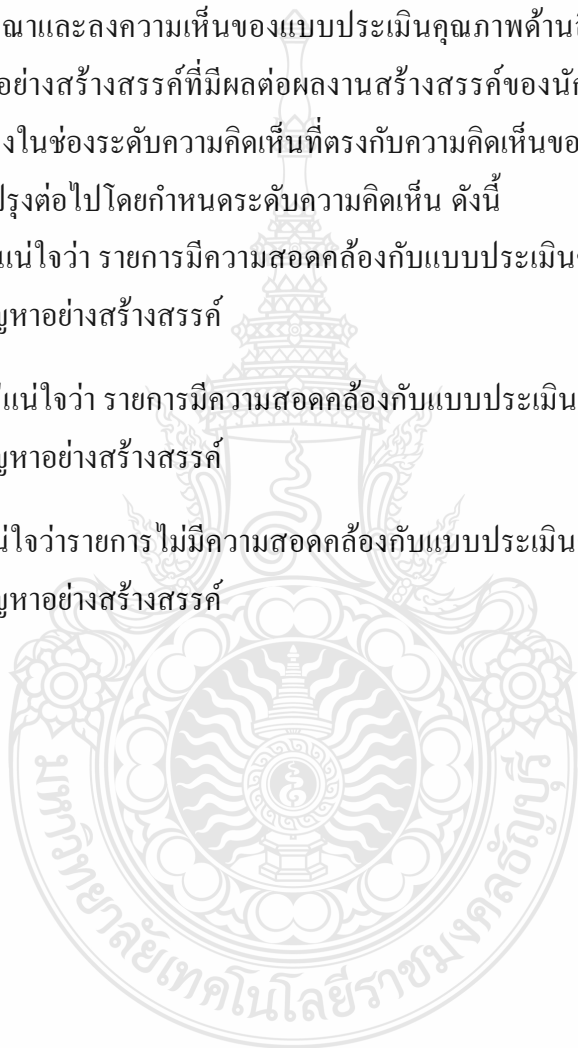 ณาและลงความเห็นของแบบประเมินคุณภาพด้าน
อย่างสร้างสรรค์ที่มีผลต่อผลงานสร้างสรรค์ของ
งในช่องระดับความคิดเห็นที่ตรงกับความคิดเห็นขอ
ปรุงต่อไปโดยกำหนดระดับความคิดเห็น ดังนี้
แน่ใจว่า รายการมีความสอดคล้องกับแบบประเมิน
ญหาอย่างสร้างสรรค์
แน่ใจว่า รายการมีความสอดคล้องกับแบบประเมิน
ญหาอย่างสร้างสรรค์
น่ใจว่ารายการไม่มีความสอดคล้องกับแบบประเมิน
ญหาอย่างสร้างสรรค์
มหาวิทยาลัยเทคโนโลยีราชมงคลธัญบุรี